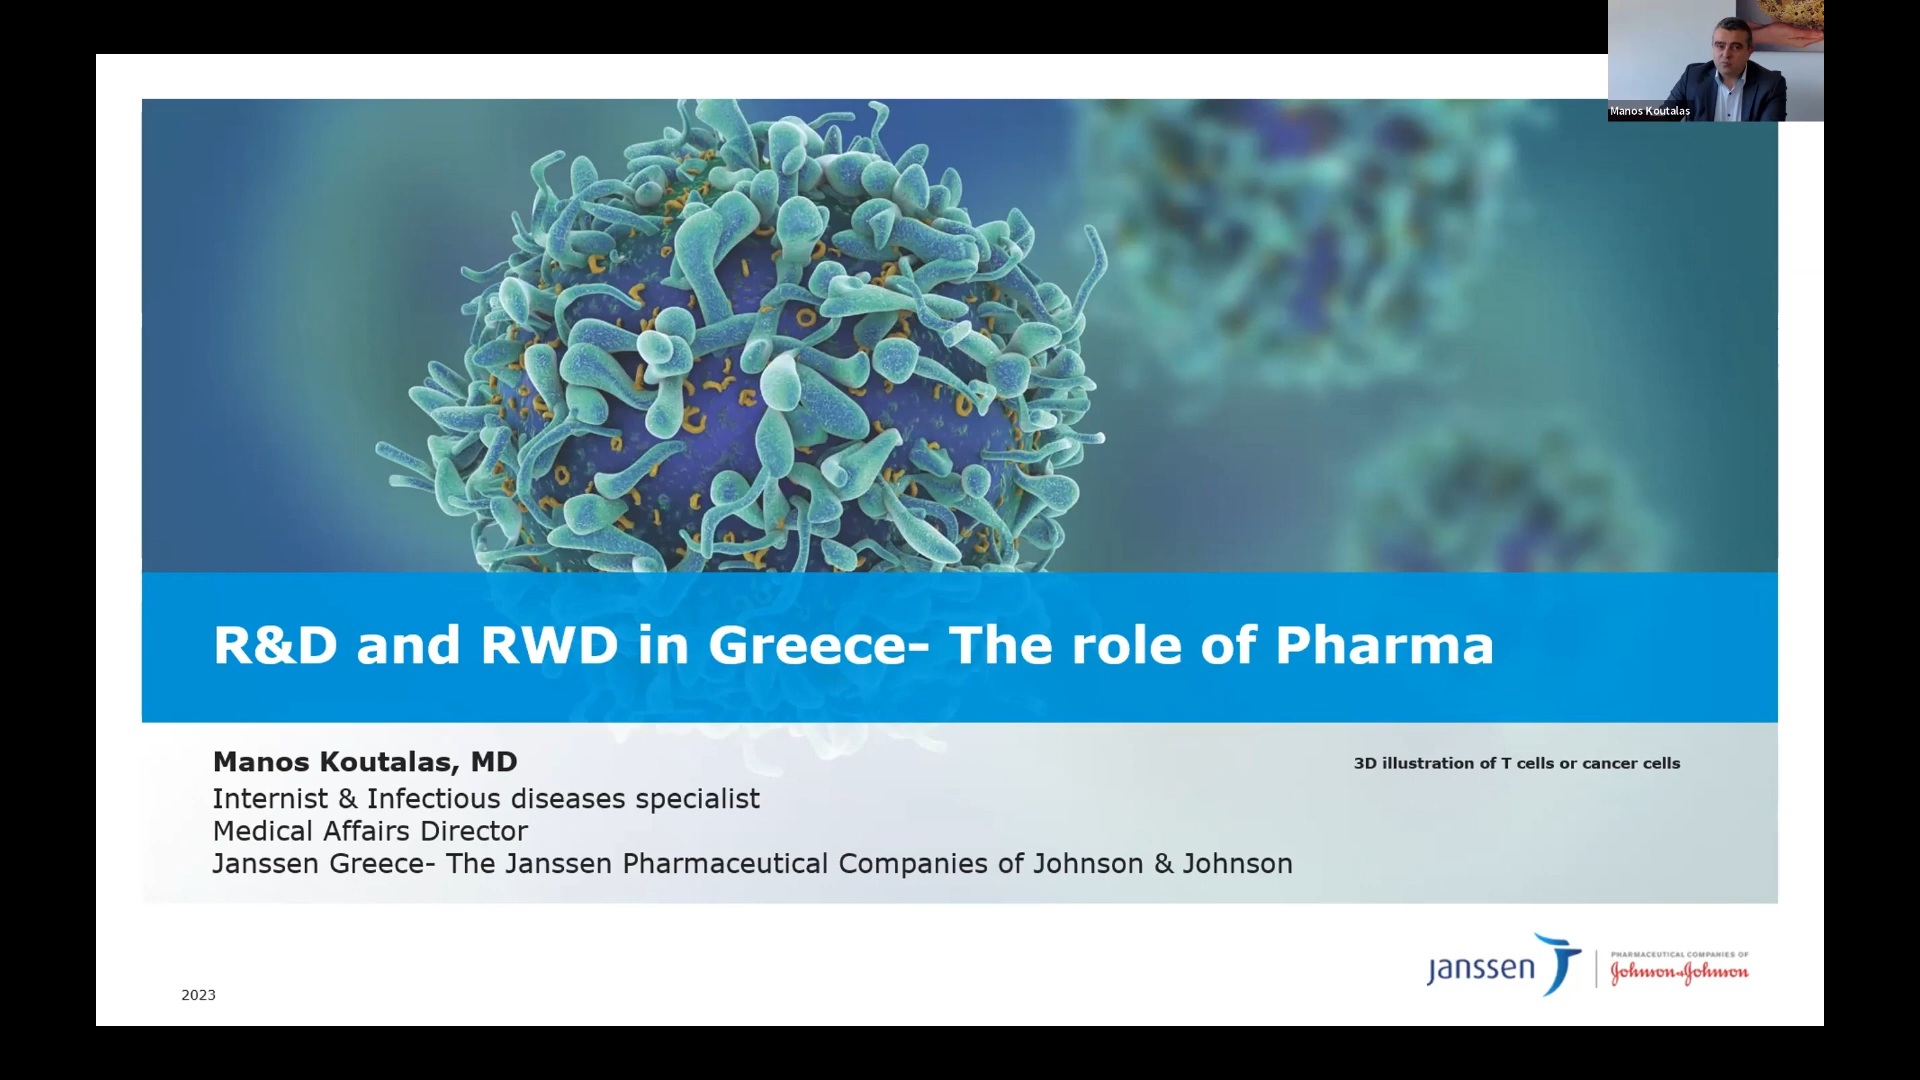 Manos Koutalas
R&D and RWD in Greece- The role of Pharma
Manos Koutalas, MD
3D illustration of T cells or cancer cells
Internist & Infectious diseases specialist
Medical Affairs Director
Janssen Greece- The Janssen Pharmaceutical Companies of Johnson & Johnson
janssen
PHARMACEUTICAL COMPANIES OF
Johnson & Johnson
2023